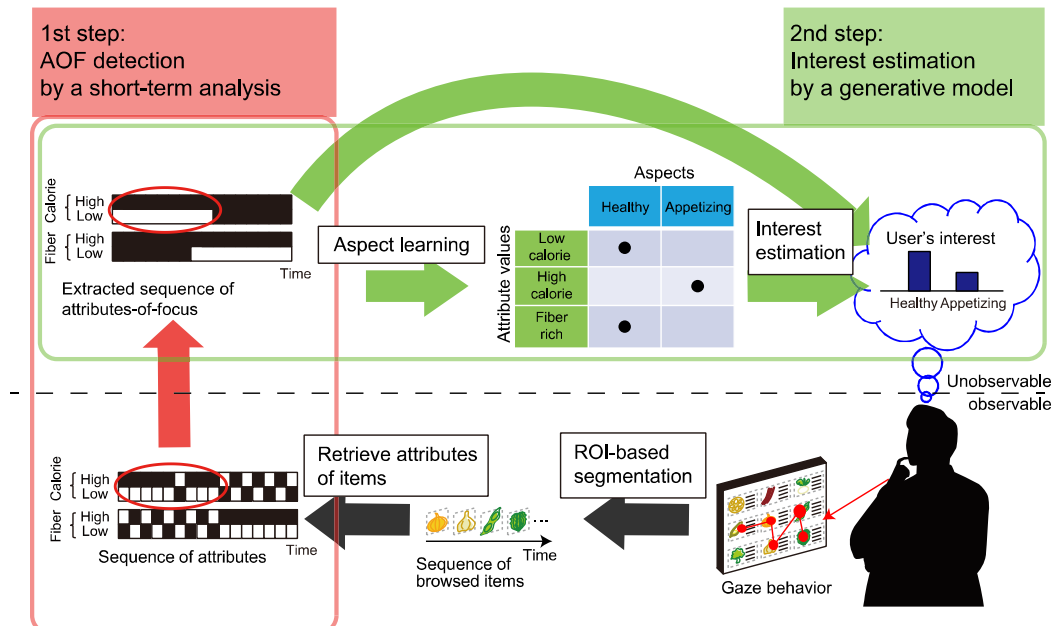 1st step:
AOF detection
by a short-term analysis
2nd step:
Interest estimation
by a generative model
Calorie
High
Low
Fiber
High
Low
Time
Extracted sequence of
attributes-of-focus
Aspect learning
Aspects
Healthy
Appetizing
Attribute values
Low
calorie
High
calorie
Fiber
rich
Interest
estimation
User's interest
Healthy Appetizing
Unobservable
observable
Calorie
High
Low
Fiber
High
Low
Time
Sequence of attributes
Retrieve attributes
of items
Time
Sequence of
browsed items
ROI-based
segmentation
Gaze behavior